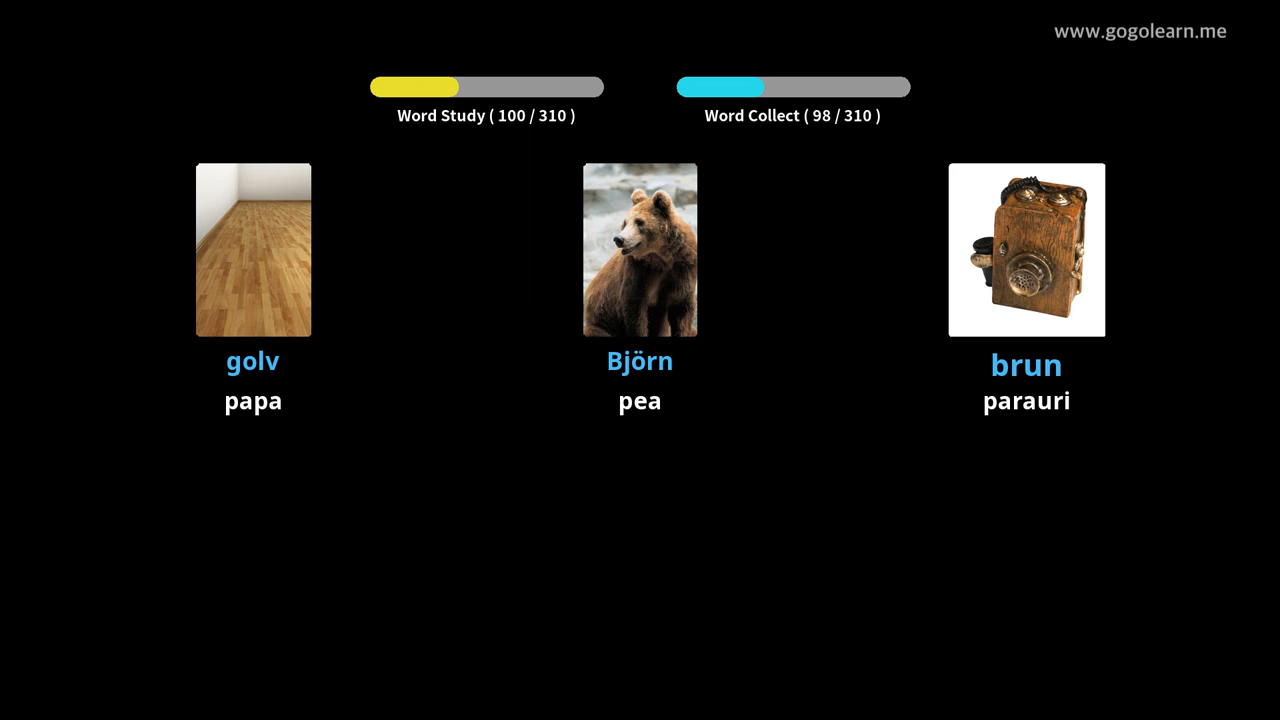 www.gogolearn.me
Word Study ( 100 / 310 )
Word Collect ( 98 / 310 )
golv
Björn
brun
papa
pea
parauri